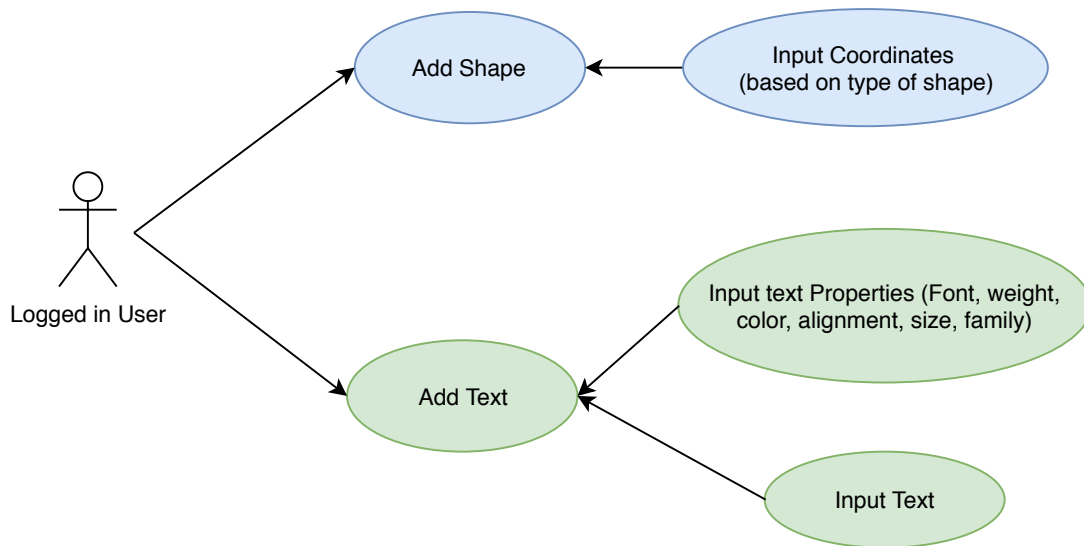 Add Shape
Input Coordinates
(based on type of shape)
Logged in User
Input text Properties (Font, weight,
color, alignment, size, family)
Add Text
Input Text